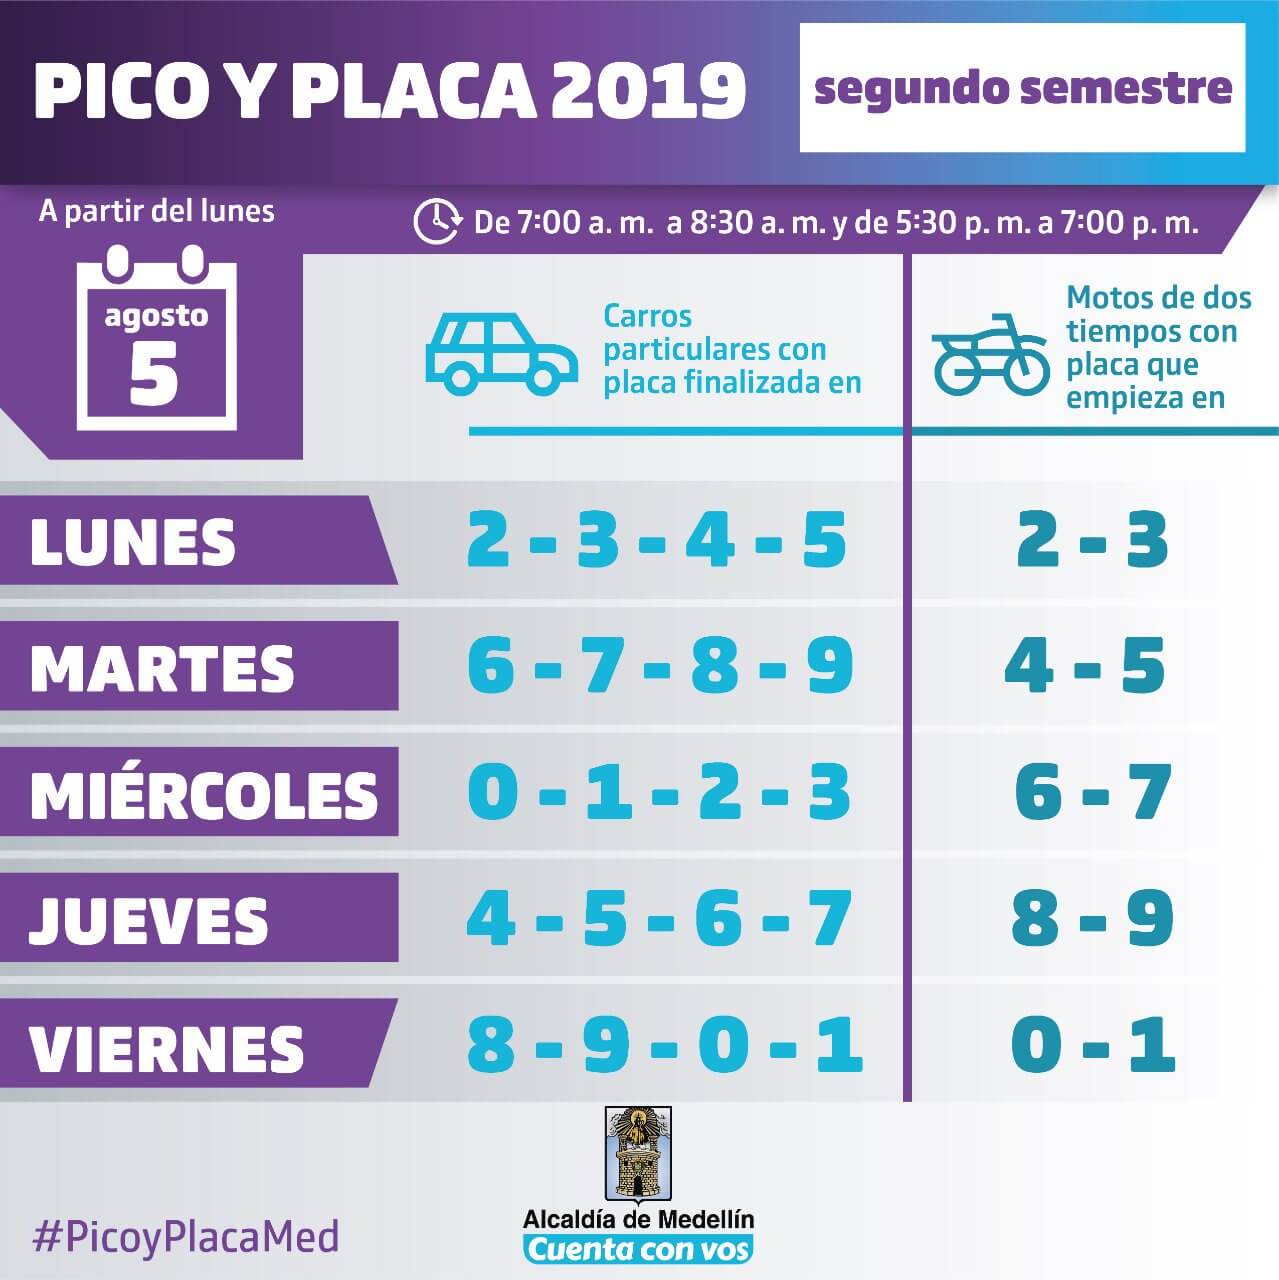 PICO Y PLACA 2019
segundo semestre
A partir del lunes
agosto
5
De 7:00 a. m.  a 8:30 a. m. y de 5:30 p. m. a 7:00 p. m.
Carros
particulares con
placa finalizada en
Motos de dos
tiempos con
placa que
empieza en
LUNES
2 - 3 - 4 - 5
2 - 3
MARTES
6 - 7 - 8 - 9
4 - 5
MIÉRCOLES
0 - 1 - 2 - 3
6 - 7
JUEVES
4 - 5 - 6 - 7
8 - 9
VIERNES
8 - 9 - 0 - 1
0 - 1
#PicoyPlacaMed
Alcaldía de Medellín
Cuenta con vos